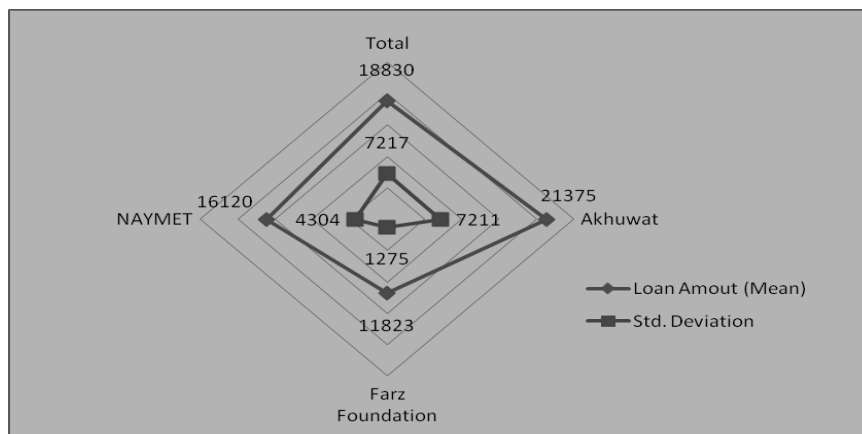 Total
18830
7217
16120
21375
NAYMET
4304
7211
Akhuwat
1275
Loan Amout (Mean)
11823
Std. Deviation
Farz
Foundation